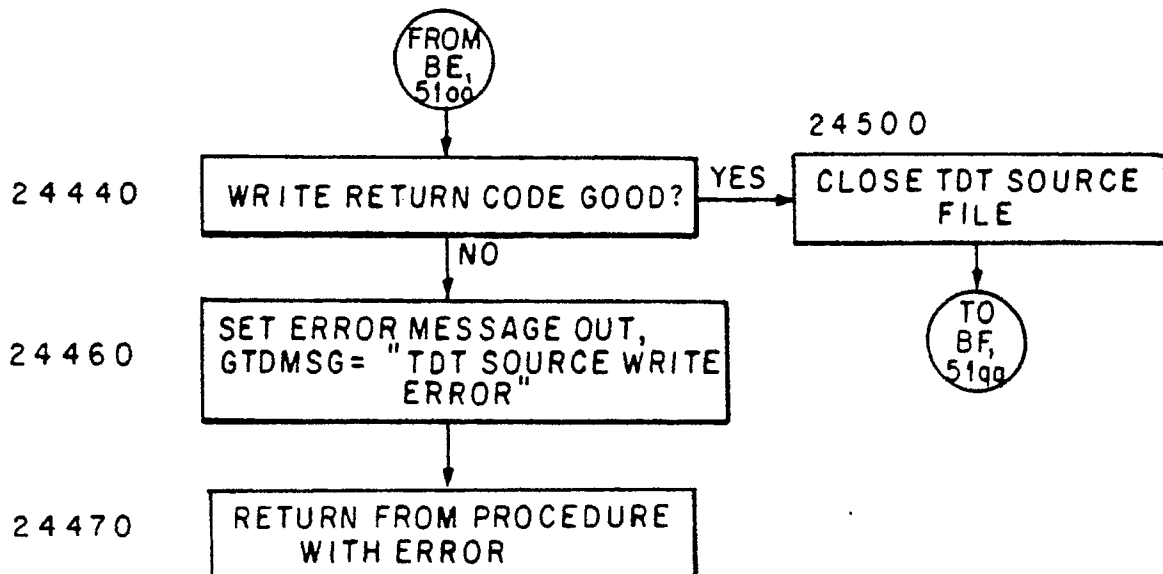 FROM
BE,
51qq
24500
24440
WRITE RETURN CODE GOOD?
YES
CLOSE TDT SOURCE
FILE
NO
TO
BF,
51qq
24460
SET ERROR MESSAGE OUT,
GTDMSG= "TDT SOURCE WRITE
ERROR"
24470
RETURN FROM PROCEDURE
WITH ERROR